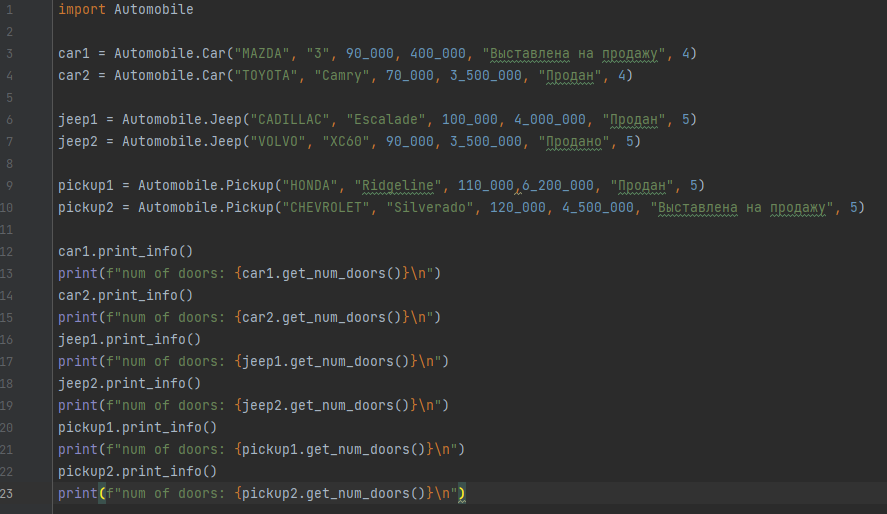 1 import Automobile
2
3 car1 = Automobile.Car("MAZDA", "3", 90_000, 400_000, "Выставлена на продажу", 4)
4 car2 = Automobile.Car("TOYOTA", "Camry", 70_000, 3_500_000, "Продан", 4)
5
6 jeep1 = Automobile.Jeep("CADILLAC", "Escalade", 100_000, 4_000_000, "Продан", 5)
7 jeep2 = Automobile.Jeep("VOLVO", "XC60", 90_000, 3_500_000, "Продано", 5)
8
9 pickup1 = Automobile.Pickup("HONDA", "Ridgeline", 110_000,6_200_000, "Продан", 5)
10 pickup2 = Automobile.Pickup("CHEVROLET", "Silverado", 120_000, 4_500_000, "Выставлена на продажу", 5)
11
12 car1.print_info()
13 print(f"num of doors: {car1.get_num_doors()}\n")
14 car2.print_info()
15 print(f"num of doors: {car2.get_num_doors()}\n")
16 jeep1.print_info()
17 print(f"num of doors: {jeep1.get_num_doors()}\n")
18 jeep2.print_info()
19 print(f"num of doors: {jeep2.get_num_doors()}\n")
20 pickup1.print_info()
21 print(f"num of doors: {pickup1.get_num_doors()}\n")
22 pickup2.print_info()
23 print(f"num of doors: {pickup2.get_num_doors()}\n")